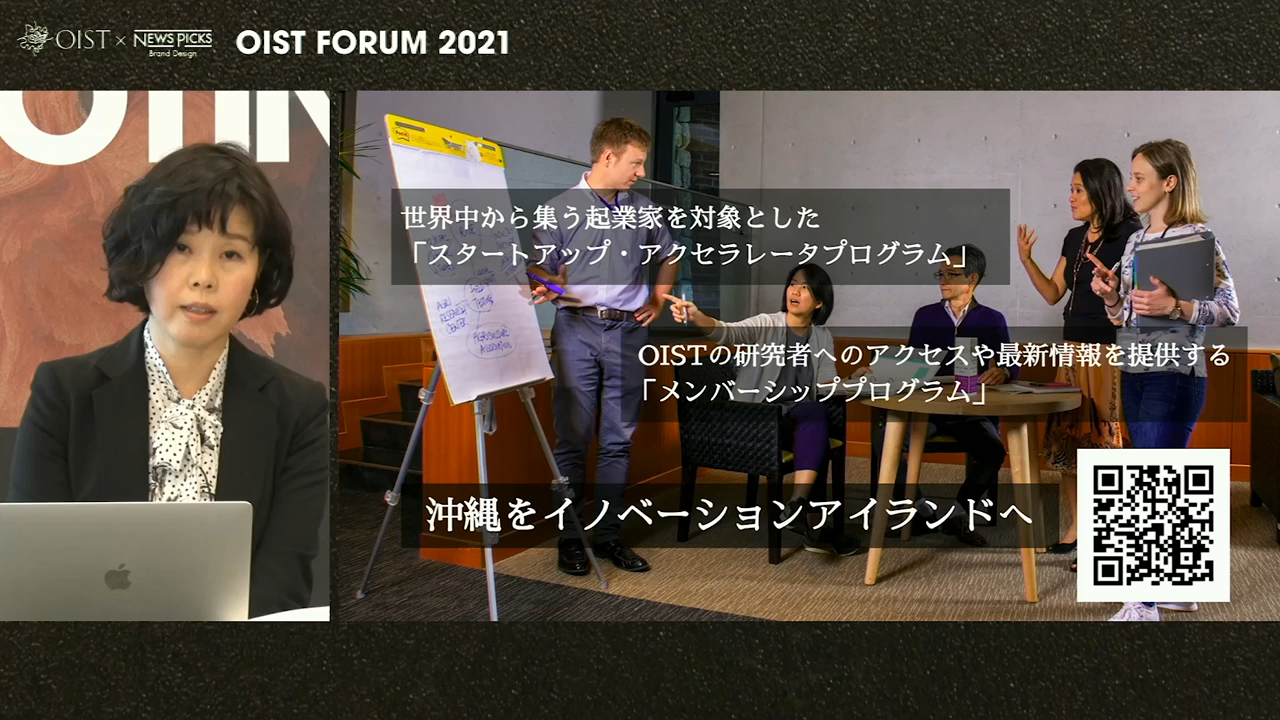 OIST × NEWSPICKS
Brand Design
OIST FORUM 2021
世界中から集う起業家を対象とした
「スタートアップ・アクセラレータプログラム」
OISTの研究者へのアクセスや最新情報を提供する
「メンバーシッププログラム」
沖縄をイノベーションアイランドへ